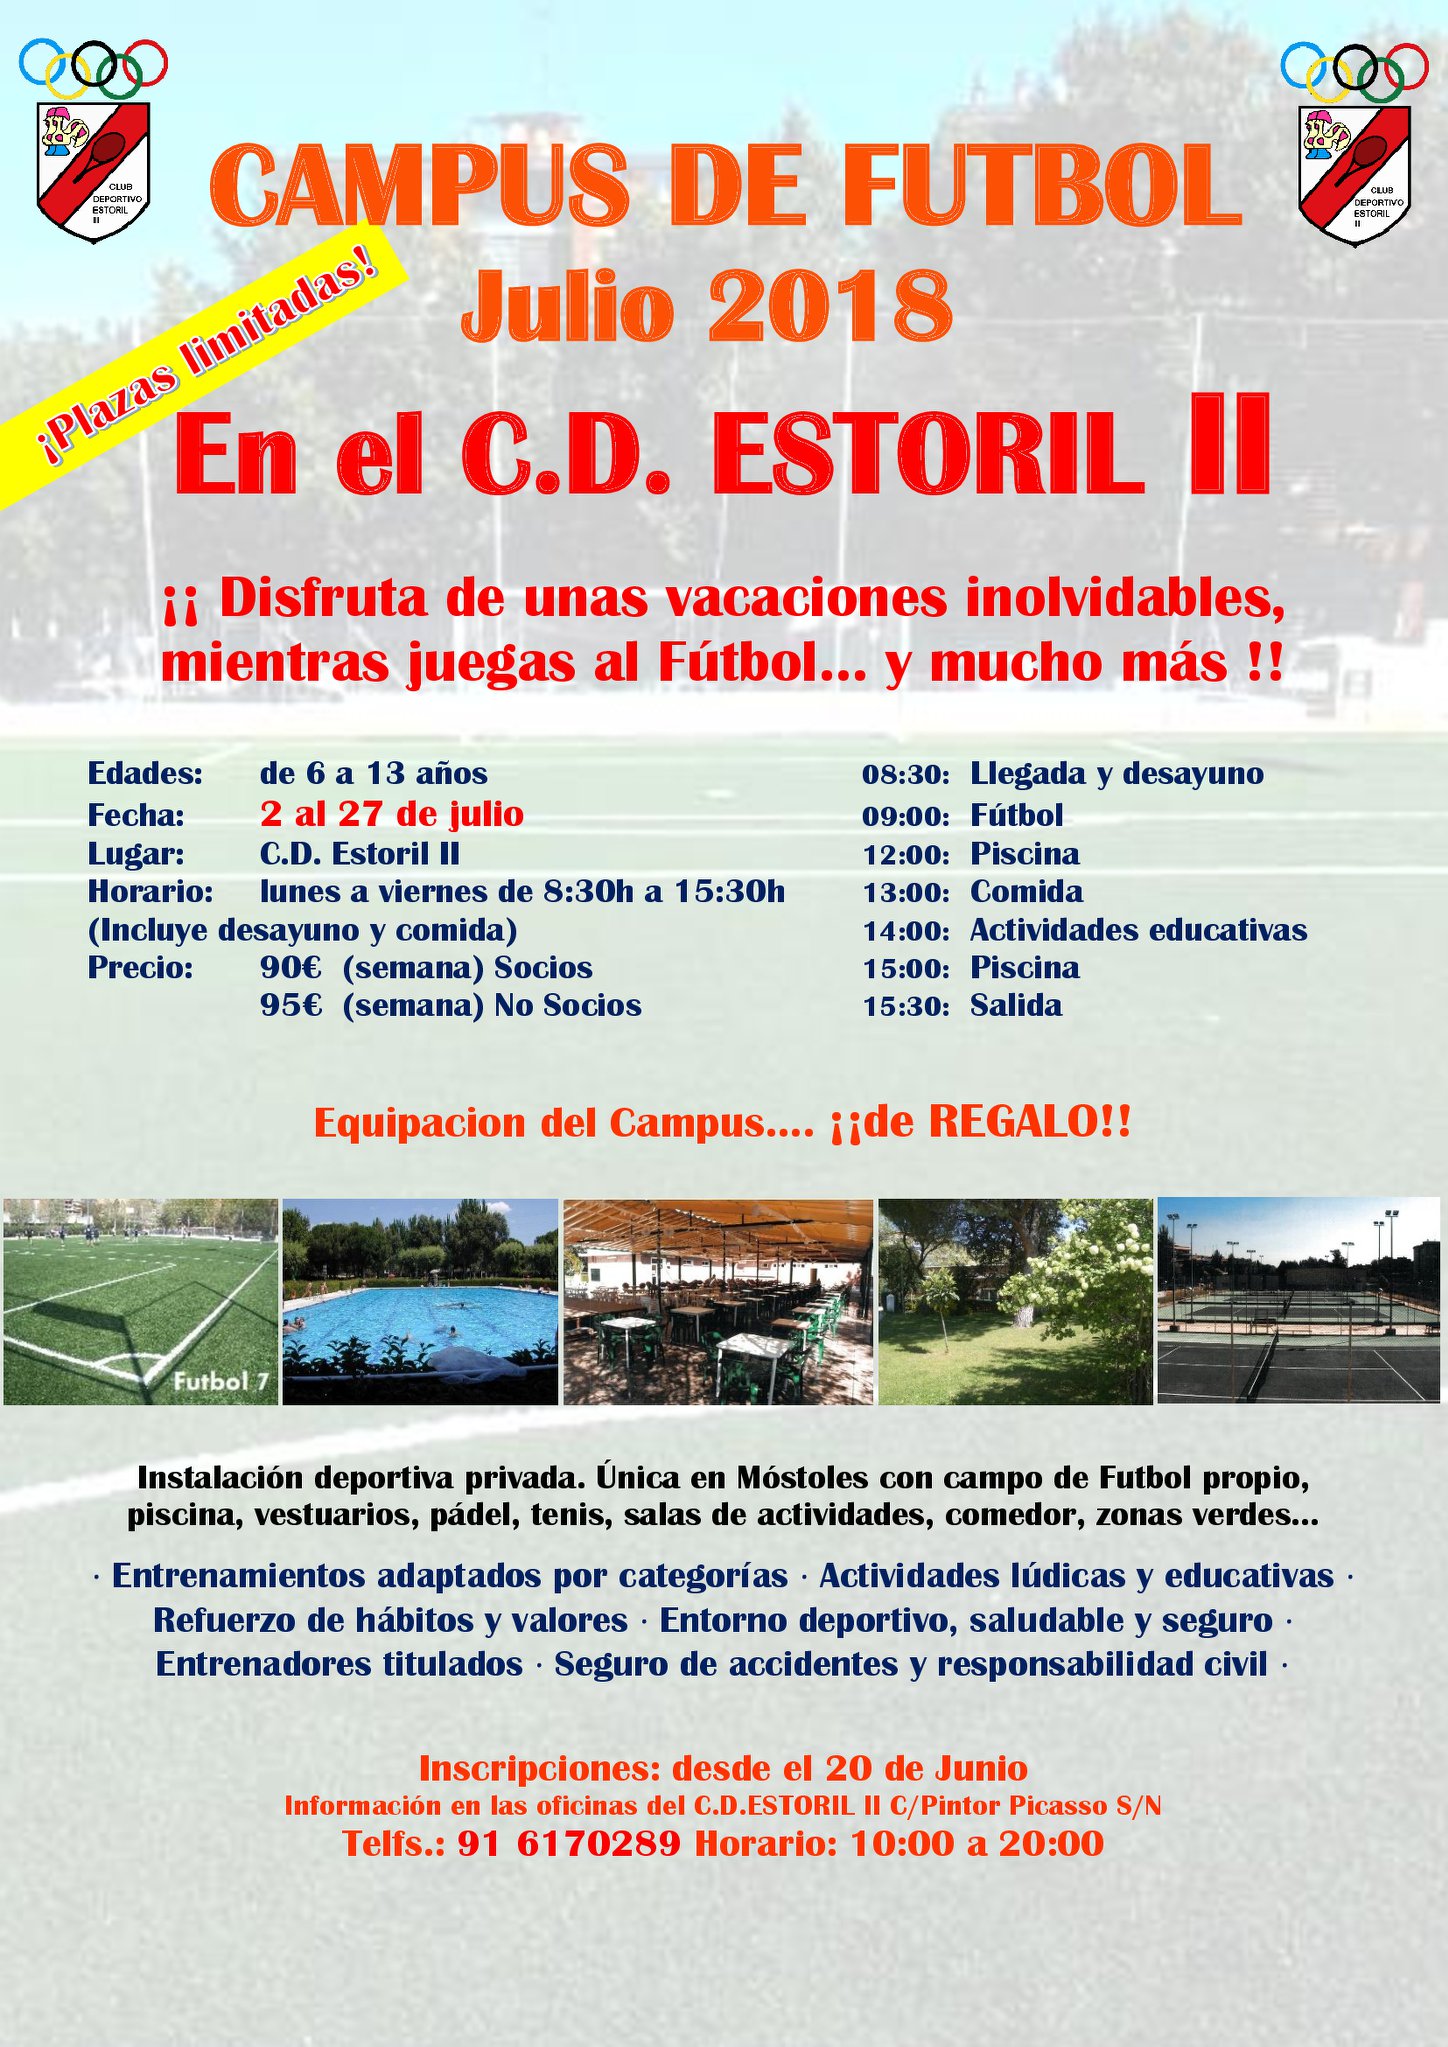 CLUB
DEPORTIVO
ESTORIL
II
CLUB
DEPORTIVO
ESTORIL
II
CAMPUS DE FUTBOL
Julio 2018
¡Plazas limitadas!
En el C.D. ESTORIL II
¡¡ Disfruta de unas vacaciones inolvidables,
mientras juegas al Fútbol... y mucho más !!
Edades: de 6 a 13 años
Fecha: 2 al 27 de julio
Lugar: C.D. Estoril II
Horario: lunes a viernes de 8:30h a 15:30h
(Incluye desayuno y comida)
Precio: 90€ (semana) Socios
95€ (semana) No Socios
08:30: Llegada y desayuno
09:00: Fútbol
12:00: Piscina
13:00: Comida
14:00: Actividades educativas
15:00: Piscina
15:30: Salida
Equipacion del Campus.... ¡¡de REGALO!!
Futbol 7
Instalación deportiva privada. Única en Móstoles con campo de Futbol propio,
piscina, vestuarios, pádel, tenis, salas de actividades, comedor, zonas verdes...
· Entrenamientos adaptados por categorías · Actividades lúdicas y educativas ·
Refuerzo de hábitos y valores · Entorno deportivo, saludable y seguro ·
Entrenadores titulados · Seguro de accidentes y responsabilidad civil ·
Inscripciones: desde el 20 de Junio
Información en las oficinas del C.D.ESTORIL II C/Pintor Picasso S/N
Telfs.: 91 6170289 Horario: 10:00 a 20:00